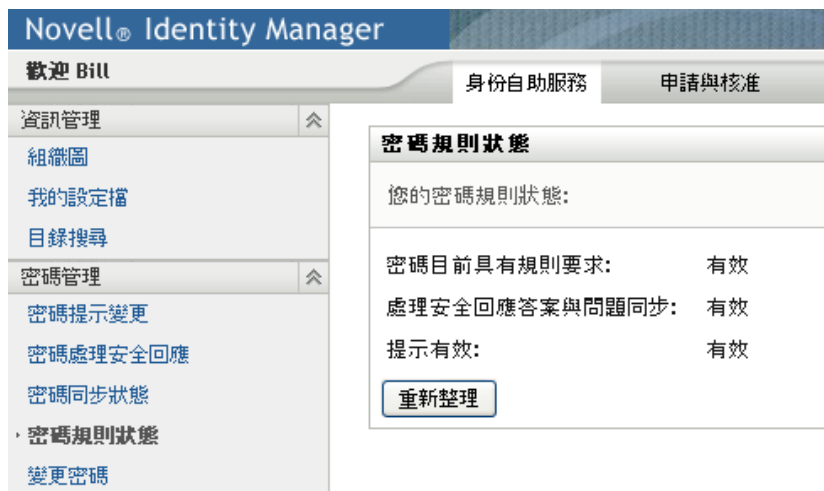 Novell® Identity Manager
歡迎 Bill
身份自助服務
申請與核准
資訊管理
組織圖
我的設定檔
目錄搜尋
密碼管理
密碼提示變更
密碼處理安全回應
密碼同步狀態
密碼規則狀態
變更密碼
密碼規則狀態
您的密碼規則狀態:
密碼目前具有規則要求: 有效
處理安全回應答案與問題同步: 有效
提示有效: 有效
重新整理